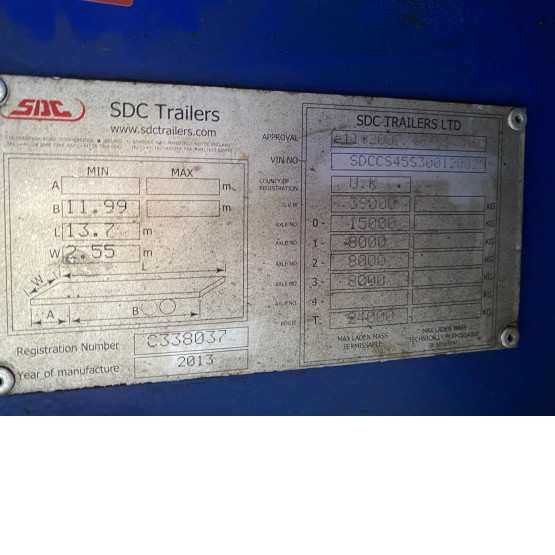 SDC
SDC Trailers
www.sdctrailers.com
MIN MAX
A m
B 11.99 m
L 13.7 m
W 2.55 m
W L
A B
Registration Number C338037
Year of manufacture 2013
SDC TRAILERS LTD
APPROVAL
VIN NO
COUNTY OF REGISTRATION U.K.
G.V.W 39000 KG
AXLE NO 0 - 15000 KG
AXLE NO 1 - 8000 KG
AXLE NO 2 - 8000 KG
AXLE NO 3 - 8000 KG
AXLE NO 4 - KG
BOGIE T: 24000 KG
MAX LADEN MASS
PERMISSABLE
MAX LADEN MASS
TECHNICALLY PERMISSABLE